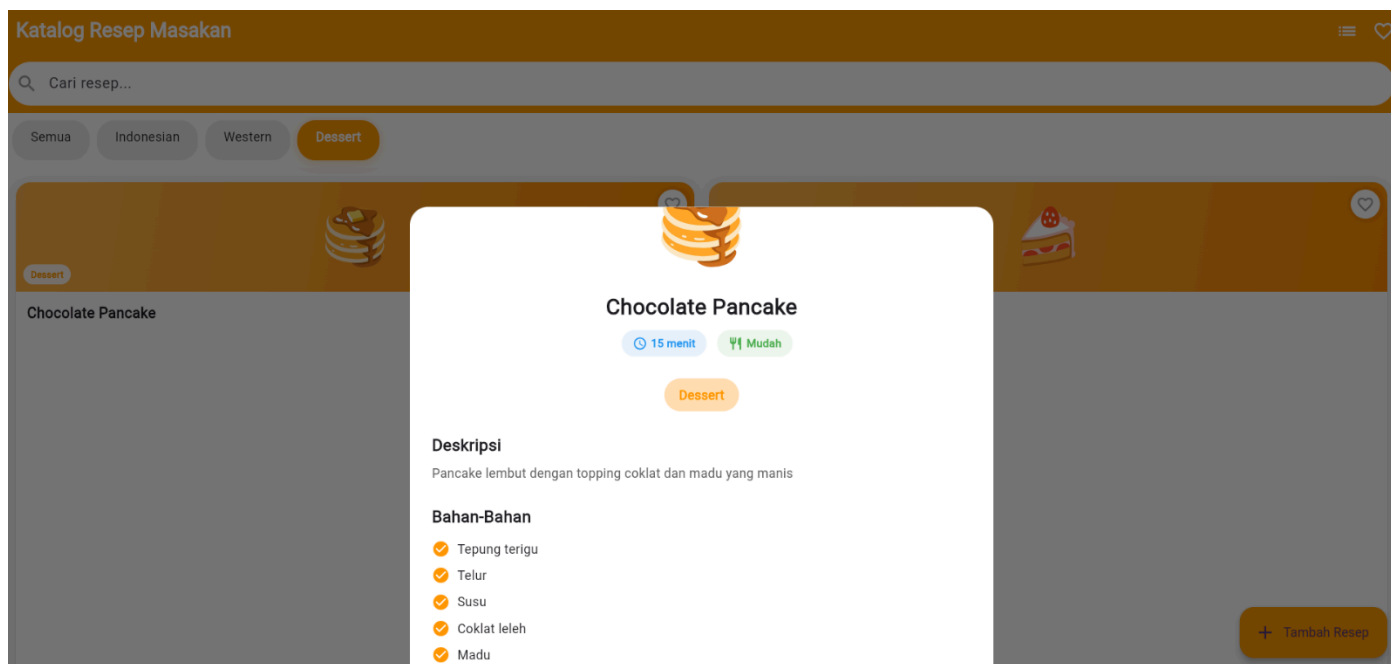 Katalog Resep Masakan
Cari resep...
Semua Indonesian Western Dessert
Dessert
Chocolate Pancake
Chocolate Pancake
15 menit Mudah
Dessert
Deskripsi
Pancake lembut dengan topping coklat dan madu yang manis
Bahan-Bahan
Tepung terigu
Telur
Susu
Coklat leleh
Madu
+ Tambah Resep